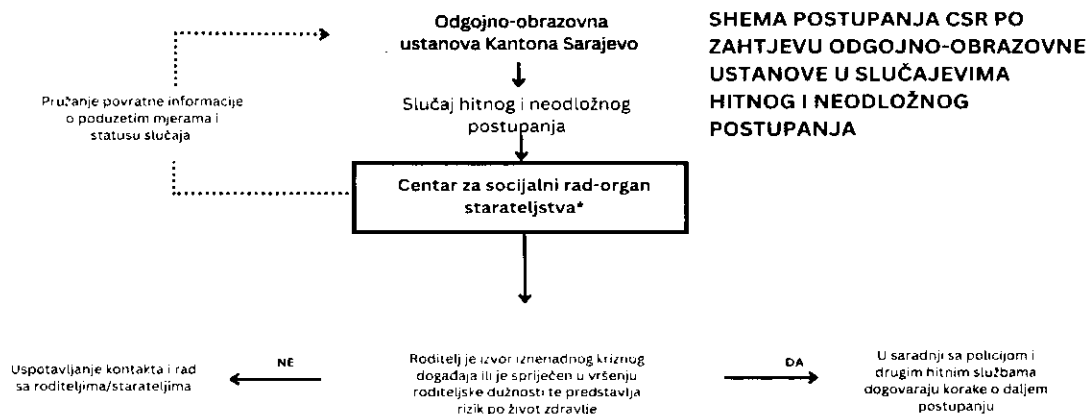 Odgojno-obrazovna
ustanova Kantona Sarajevo
SHEMA POSTUPANJA CSR PO
ZAHTJEVU ODGOJNO-OBRAZOVNE
USTANOVE U SLUČAJEVIMA
HITNOG I NEODLOŽNOG
POSTUPANJA
Pružanje povratne informacije
o poduzetim mjerama i
statusu slučaja
Slučaj hitnog i neodložnog
postupanja
Centar za socijalni rad-organ
starateljstva*
Uspotavljanje kontakta i rad
sa roditeljima/starateljima
NE
Roditelj je izvor iznenadnog kriznog
događaja ili je spriječen u vršenju
roditeljske dužnosti te predstavlja
rizik po život zdravlje
DA
U saradnji sa policijom i
drugim hitnim službama
dogovaraju korake o daljem
postupanju